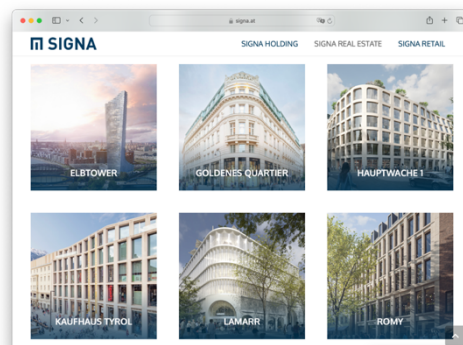 signa.at
SIGNA
SIGNA HOLDING
SIGNA REAL ESTATE
SIGNA RETAIL
ELBTOWER
GOLDENES QUARTIER
HAUPTWACHE 1
KAUFHAUS TYROL
LAMARR
ROMY